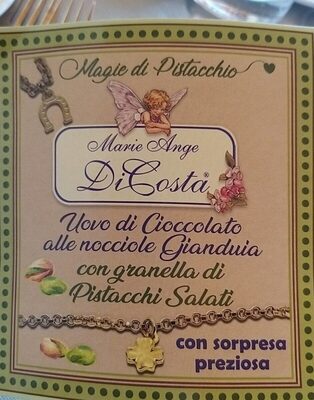 Magie di Pistacchio
Marie Ange
DiCosta®
Uovo di Cioccolato
alle nocciole Gianduia
con granella di
Pistacchi Salati
con sorpresa
preziosa